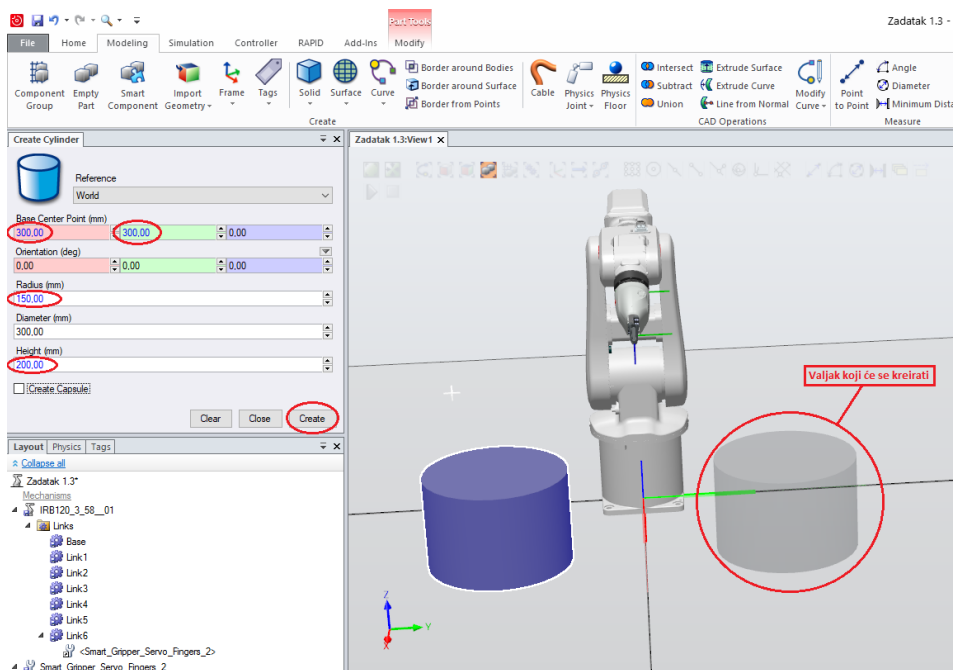 Part Tools
Zadatak 1.3 -
File Home Modeling Simulation Controller RAPID Add-Ins Modify
Component Group
Empty Part
Smart Component
Import Geometry
Frame
Tags
Solid
Surface
Curve
Border around Bodies
Border around Surface
Border from Points
Create
Cable
Physics Joint
Physics Floor
Intersect
Subtract
Union
Extrude Surface
Extrude Curve
Line from Normal
Modify Curve
CAD Operations
Point to Point
Angle
Diameter
Minimum Dista
Measure
Create Cylinder
Reference
World
Base Center Point (mm)
300,00 300,00 0,00
Orientation (deg)
0,00 0,00 0,00
Radius (mm)
150,00
Diameter (mm)
300,00
Height (mm)
200,00
Create Capsule
Clear Close Create
Layout Physics Tags
Collapse all
Zadatak 1.3*
Mechanisms
IRB120_3_58__01
Links
Base
Link1
Link2
Link3
Link4
Link5
Link6
<Smart_Gripper_Servo_Fingers_2>
Smart_Gripper_Servo_Fingers_2
Zadatak 1.3:View1
Valjak koji će se kreirati
Z
Y
X